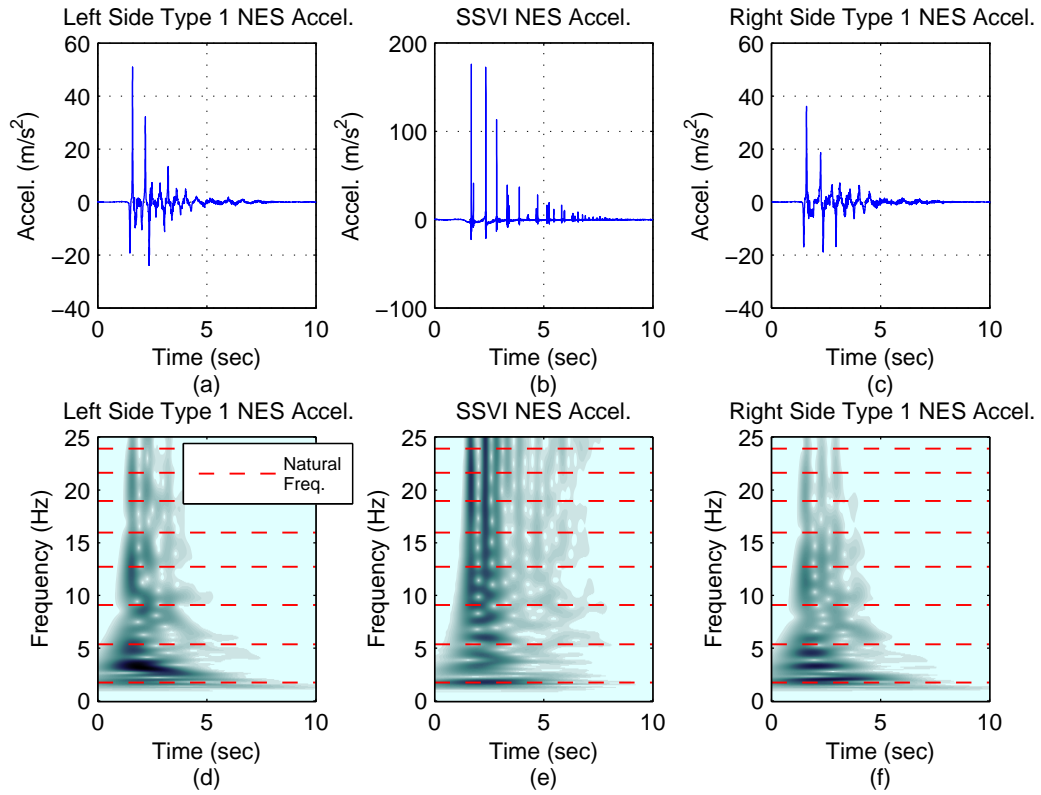 Left Side Type 1 NES Accel.
60
40
20
0
−20
−40
Accel. (m/s²)
0 5 10
Time (sec)
(a)
SSVI NES Accel.
200
100
0
−100
Accel. (m/s²)
0 5 10
Time (sec)
(b)
Right Side Type 1 NES Accel.
60
40
20
0
−20
−40
Accel. (m/s²)
0 5 10
Time (sec)
(c)
Left Side Type 1 NES Accel.
25
20
15
10
5
0
Frequency (Hz)
Natural
Freq.
0 5 10
Time (sec)
(d)
SSVI NES Accel.
25
20
15
10
5
0
Frequency (Hz)
0 5 10
Time (sec)
(e)
Right Side Type 1 NES Accel.
25
20
15
10
5
0
Frequency (Hz)
0 5 10
Time (sec)
(f)